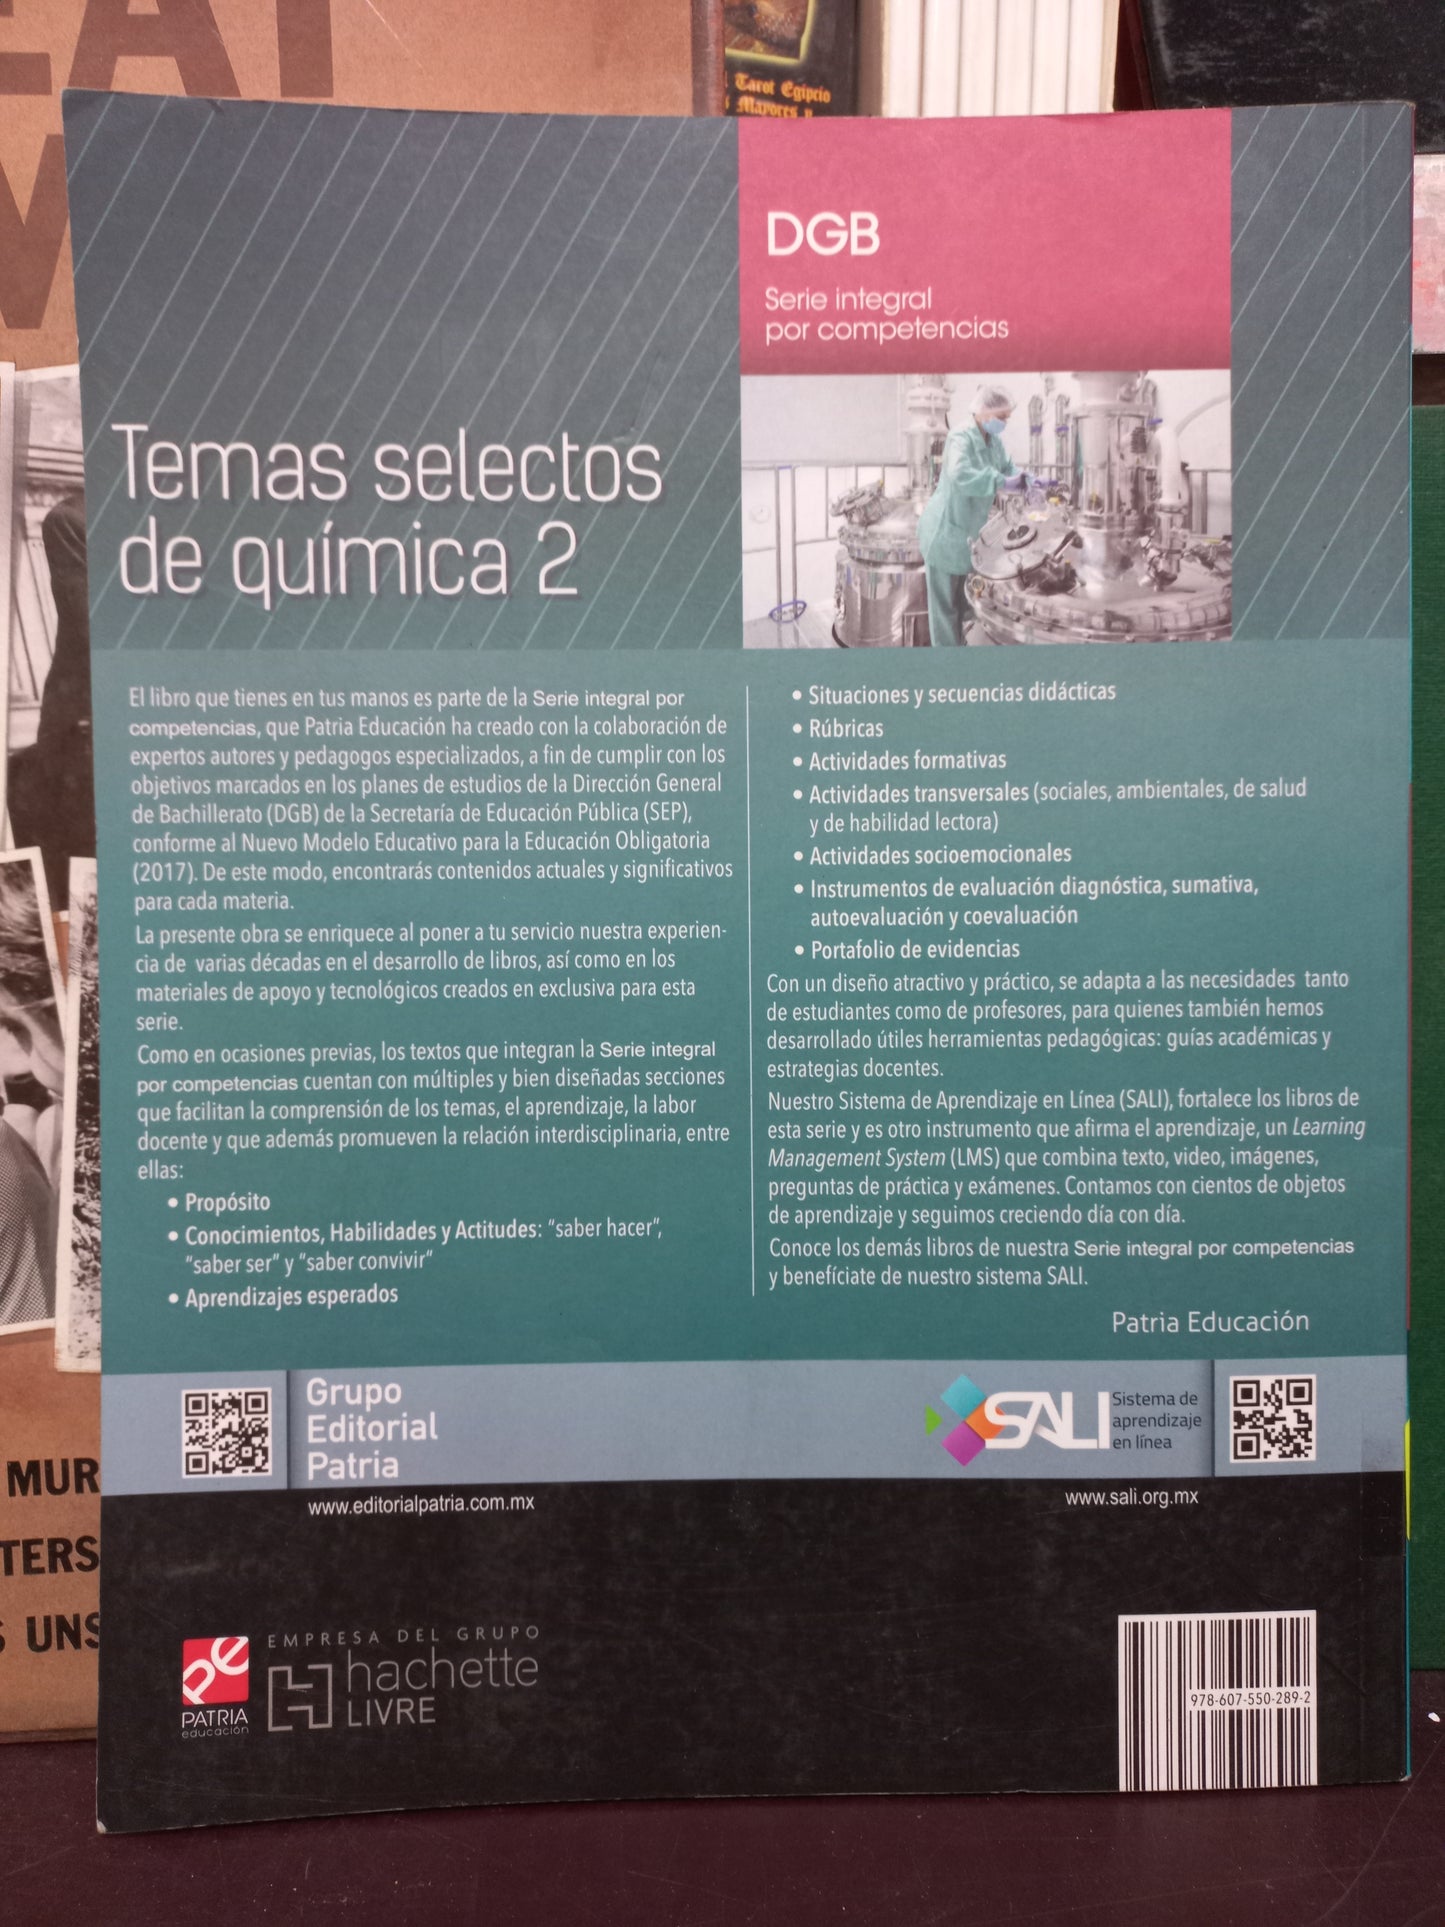 EAT
Tarot Egipcio
Mayores y
DGB
Serie integral
por competencias
Temas selectos
de química 2
El libro que tienes en tus manos es parte de la Serie integral por
competencias, que Patria Educación ha creado con la colaboración de
expertos autores y pedagogos especializados, a fin de cumplir con los
objetivos marcados en los planes de estudios de la Dirección General
de Bachillerato (DGB) de la Secretaría de Educación Pública (SEP),
conforme al Nuevo Modelo Educativo para la Educación Obligatoria
(2017). De este modo, encontrarás contenidos actuales y significativos
para cada materia.
La presente obra se enriquece al poner a tu servicio nuestra experien-
cia de varias décadas en el desarrollo de libros, así como en los
materiales de apoyo y tecnológicos creados en exclusiva para esta
serie.
Como en ocasiones previas, los textos que integran la Serie integral
por competencias cuentan con múltiples y bien diseñadas secciones
que facilitan la comprensión de los temas, el aprendizaje, la labor
docente y que además promueven la relación interdisciplinaria, entre
ellas:
• Propósito
• Conocimientos, Habilidades y Actitudes: “saber hacer”,
“saber ser” y “saber convivir”
• Aprendizajes esperados
• Situaciones y secuencias didácticas
• Rúbricas
• Actividades formativas
• Actividades transversales (sociales, ambientales, de salud
y de habilidad lectora)
• Actividades socioemocionales
• Instrumentos de evaluación diagnóstica, sumativa,
autoevaluación y coevaluación
• Portafolio de evidencias
Con un diseño atractivo y práctico, se adapta a las necesidades tanto
de estudiantes como de profesores, para quienes también hemos
desarrollado útiles herramientas pedagógicas: guías académicas y
estrategias docentes.
Nuestro Sistema de Aprendizaje en Línea (SALI), fortalece los libros de
esta serie y es otro instrumento que afirma el aprendizaje, un Learning
Management System (LMS) que combina texto, video, imágenes,
preguntas de práctica y exámenes. Contamos con cientos de objetos
de aprendizaje y seguimos creciendo día con día.
Conoce los demás libros de nuestra Serie integral por competencias
y benefíciate de nuestro sistema SALI.
Patria Educación
Grupo
Editorial
Patria
www.editorialpatria.com.mx
SALI
Sistema de
aprendizaje
en línea
www.sali.org.mx
MUR
TERS
S UNS
PE
PATRIA
educación
EMPRESA DEL GRUPO
hachette
LIVRE
978-607-550-289-2